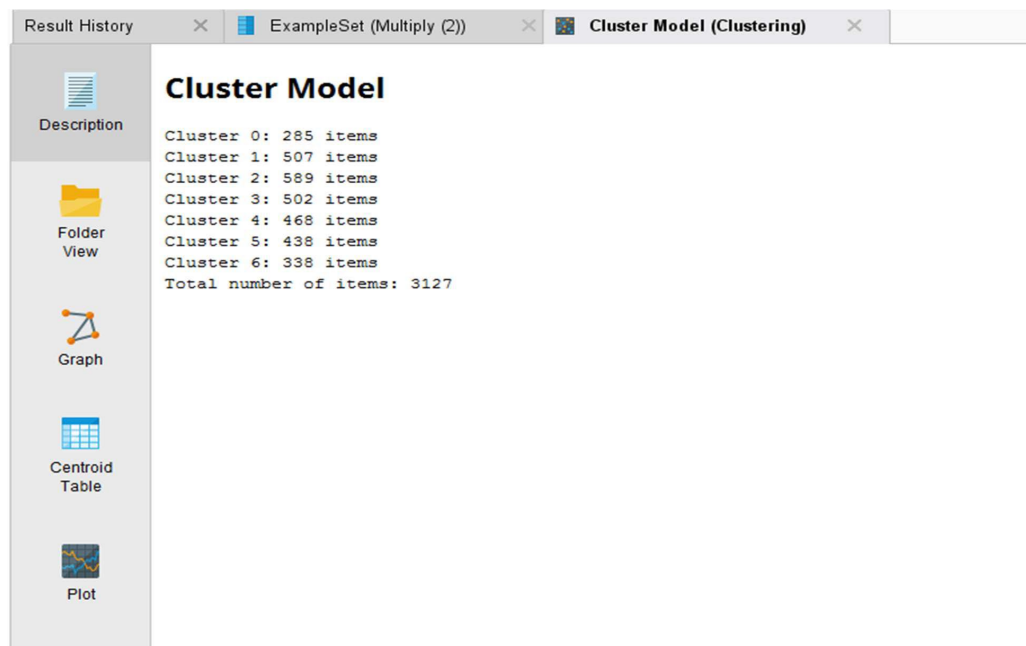 Result History
ExampleSet (Multiply (2))
Cluster Model (Clustering)
Description
Folder
View
Graph
Centroid
Table
Plot
Cluster Model
Cluster 0: 285 items
Cluster 1: 507 items
Cluster 2: 589 items
Cluster 3: 502 items
Cluster 4: 468 items
Cluster 5: 438 items
Cluster 6: 338 items
Total number of items: 3127